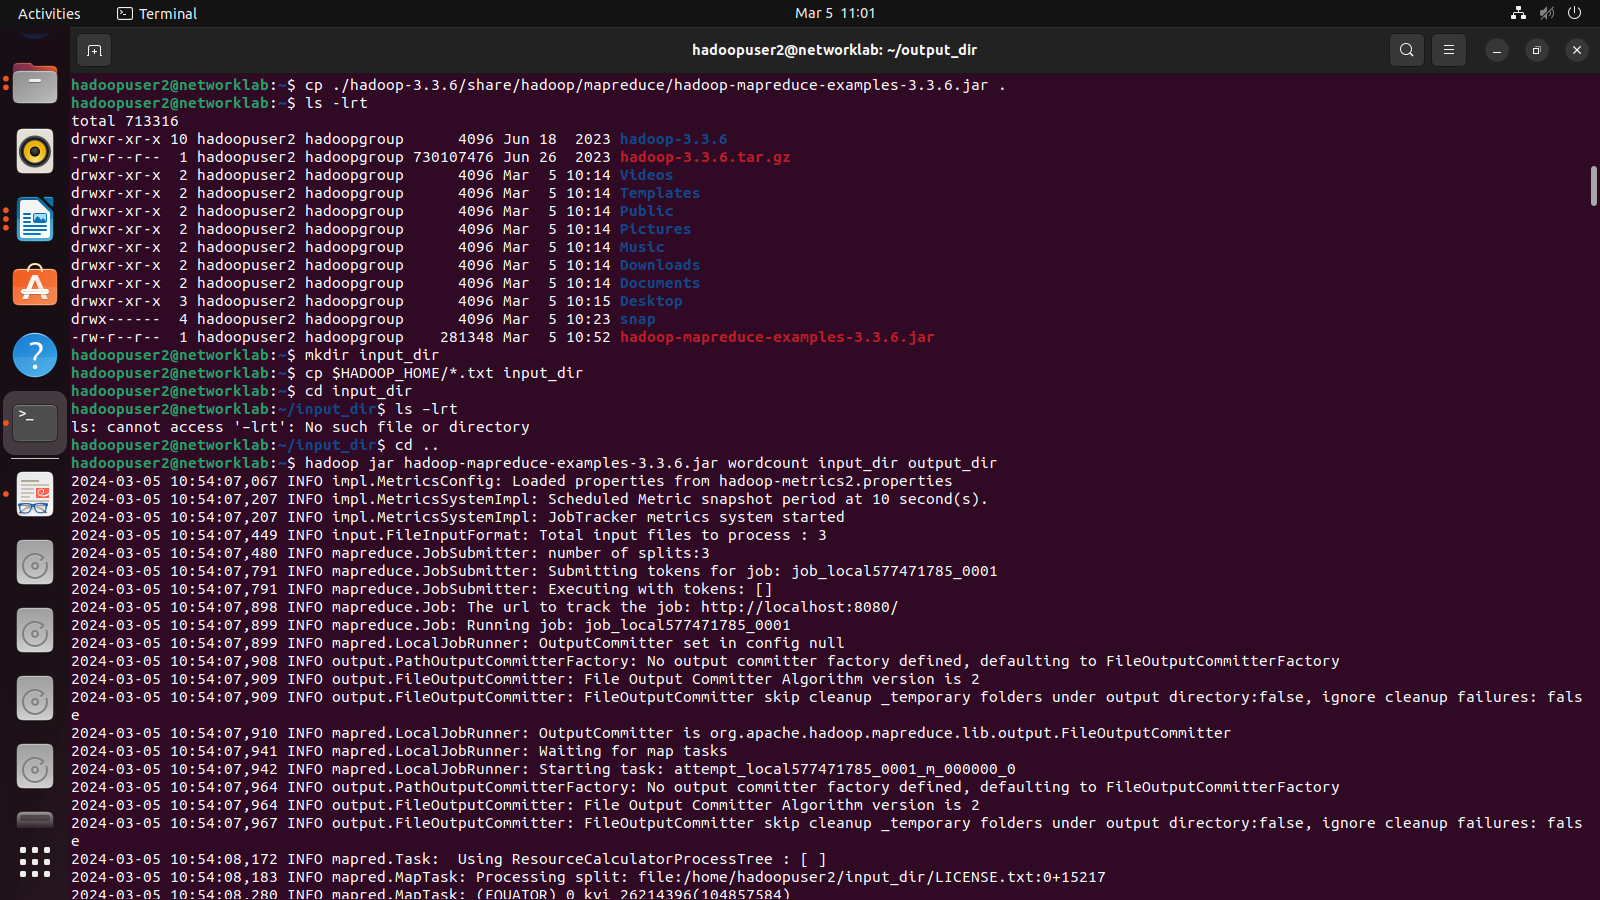 Activities Terminal Mar 5 11:01
hadoopuser2@networklab: ~/output_dir
hadoopuser2@networklab:~$ cp ./hadoop-3.3.6/share/hadoop/mapreduce/hadoop-mapreduce-examples-3.3.6.jar .
hadoopuser2@networklab:~$ ls -lrt
total 713316
drwxr-xr-x 10 hadoopuser2 hadoopgroup      4096 Jun 18  2023 hadoop-3.3.6
-rw-r--r--  1 hadoopuser2 hadoopgroup 730107476 Jun 26  2023 hadoop-3.3.6.tar.gz
drwxr-xr-x  2 hadoopuser2 hadoopgroup      4096 Mar  5 10:14 Videos
drwxr-xr-x  2 hadoopuser2 hadoopgroup      4096 Mar  5 10:14 Templates
drwxr-xr-x  2 hadoopuser2 hadoopgroup      4096 Mar  5 10:14 Public
drwxr-xr-x  2 hadoopuser2 hadoopgroup      4096 Mar  5 10:14 Pictures
drwxr-xr-x  2 hadoopuser2 hadoopgroup      4096 Mar  5 10:14 Music
drwxr-xr-x  2 hadoopuser2 hadoopgroup      4096 Mar  5 10:14 Downloads
drwxr-xr-x  2 hadoopuser2 hadoopgroup      4096 Mar  5 10:14 Documents
drwxr-xr-x  3 hadoopuser2 hadoopgroup      4096 Mar  5 10:15 Desktop
drwx------  4 hadoopuser2 hadoopgroup      4096 Mar  5 10:23 snap
-rw-r--r--  1 hadoopuser2 hadoopgroup    281348 Mar  5 10:52 hadoop-mapreduce-examples-3.3.6.jar
hadoopuser2@networklab:~$ mkdir input_dir
hadoopuser2@networklab:~$ cp $HADOOP_HOME/*.txt input_dir
hadoopuser2@networklab:~$ cd input_dir
hadoopuser2@networklab:~/input_dir$ ls –lrt
ls: cannot access '–lrt': No such file or directory
hadoopuser2@networklab:~/input_dir$ cd ..
hadoopuser2@networklab:~$ hadoop jar hadoop-mapreduce-examples-3.3.6.jar wordcount input_dir output_dir
2024-03-05 10:54:07,067 INFO impl.MetricsConfig: Loaded properties from hadoop-metrics2.properties
2024-03-05 10:54:07,207 INFO impl.MetricsSystemImpl: Scheduled Metric snapshot period at 10 second(s).
2024-03-05 10:54:07,207 INFO impl.MetricsSystemImpl: JobTracker metrics system started
2024-03-05 10:54:07,449 INFO input.FileInputFormat: Total input files to process : 3
2024-03-05 10:54:07,480 INFO mapreduce.JobSubmitter: number of splits:3
2024-03-05 10:54:07,791 INFO mapreduce.JobSubmitter: Submitting tokens for job: job_local577471785_0001
2024-03-05 10:54:07,791 INFO mapreduce.JobSubmitter: Executing with tokens: []
2024-03-05 10:54:07,898 INFO mapreduce.Job: The url to track the job: http://localhost:8080/
2024-03-05 10:54:07,899 INFO mapreduce.Job: Running job: job_local577471785_0001
2024-03-05 10:54:07,899 INFO mapred.LocalJobRunner: OutputCommitter set in config null
2024-03-05 10:54:07,908 INFO output.PathOutputCommitterFactory: No output committer factory defined, defaulting to FileOutputCommitterFactory
2024-03-05 10:54:07,909 INFO output.FileOutputCommitter: File Output Committer Algorithm version is 2
2024-03-05 10:54:07,909 INFO output.FileOutputCommitter: FileOutputCommitter skip cleanup _temporary folders under output directory:false, ignore cleanup failures: fals
e
2024-03-05 10:54:07,910 INFO mapred.LocalJobRunner: OutputCommitter is org.apache.hadoop.mapreduce.lib.output.FileOutputCommitter
2024-03-05 10:54:07,941 INFO mapred.LocalJobRunner: Waiting for map tasks
2024-03-05 10:54:07,942 INFO mapred.LocalJobRunner: Starting task: attempt_local577471785_0001_m_000000_0
2024-03-05 10:54:07,964 INFO output.PathOutputCommitterFactory: No output committer factory defined, defaulting to FileOutputCommitterFactory
2024-03-05 10:54:07,964 INFO output.FileOutputCommitter: File Output Committer Algorithm version is 2
2024-03-05 10:54:07,967 INFO output.FileOutputCommitter: FileOutputCommitter skip cleanup _temporary folders under output directory:false, ignore cleanup failures: fals
e
2024-03-05 10:54:08,172 INFO mapred.Task:  Using ResourceCalculatorProcessTree : [ ]
2024-03-05 10:54:08,183 INFO mapred.MapTask: Processing split: file:/home/hadoopuser2/input_dir/LICENSE.txt:0+15217
2024-03-05 10:54:08,280 INFO mapred.MapTask: (EQUATOR) 0 kvi 26214396(104857584)